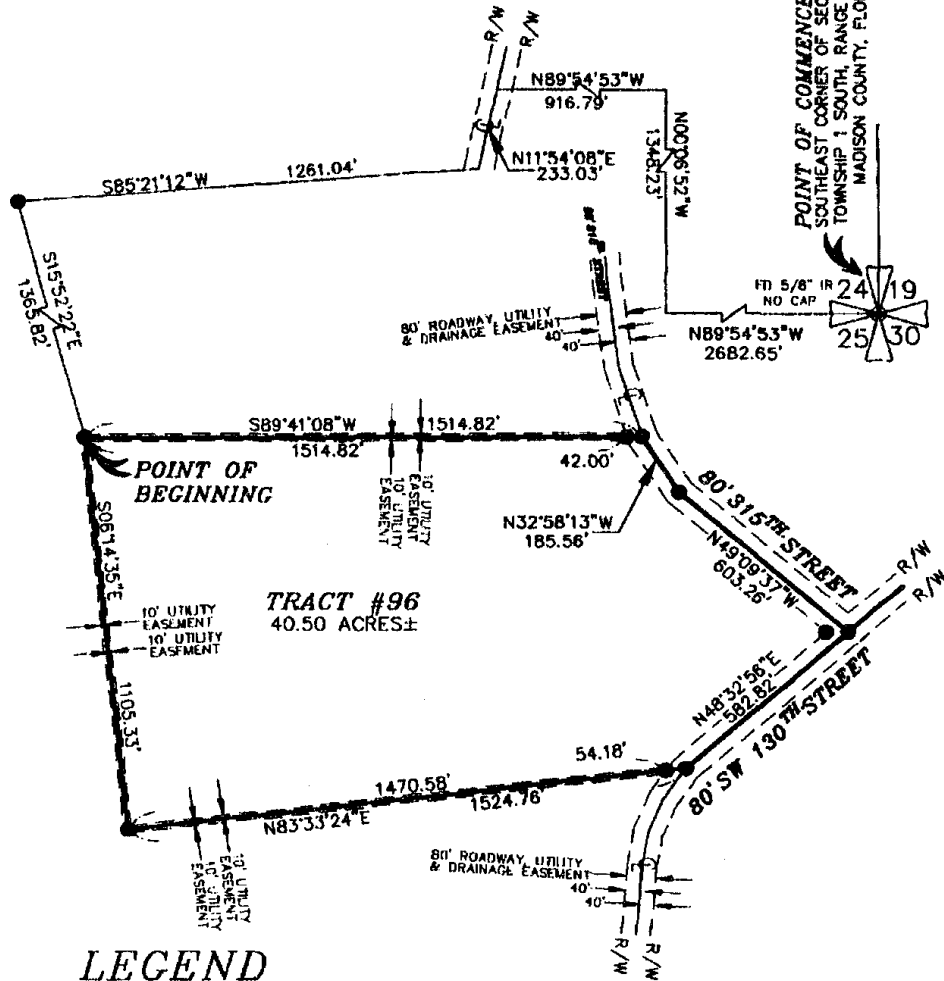 R/W
R/W
POINT OF COMMENCE
SOUTHEAST CORNER OF SEC
TOWNSHIP 1 SOUTH, RANGE
MADISON COUNTY, FLO
N89°54'53"W
916.79'
N00°06'52"W
1348.23'
N11°54'08"E
233.03'
S85°21'12"W
1261.04'
S15°52'22"E
1365.82'
FD 5/8" IR
NO CAP
24
19
25
30
N89°54'53"W
2682.65'
80' ROADWAY, UTILITY
& DRAINAGE EASEMENT
40'
40'
S89°41'08"W
1514.82'
1514.82'
42.00'
POINT OF
BEGINNING
10' UTILITY
EASEMENT
10' UTILITY
EASEMENT
N32°58'13"W
185.56'
80' 315TH STREET
N49°09'37"W
603.26'
R/W
R/W
S06°14'35"E
1105.33'
10' UTILITY
EASEMENT
10' UTILITY
EASEMENT
TRACT #96
40.50 ACRES±
N48°32'56"E
582.82'
80' SW 130TH STREET
54.18'
1470.58'
1524.76'
N83°33'24"E
10' UTILITY
EASEMENT
10' UTILITY
EASEMENT
80' ROADWAY, UTILITY
& DRAINAGE EASEMENT
40'
40'
R/W
R/W
LEGEND